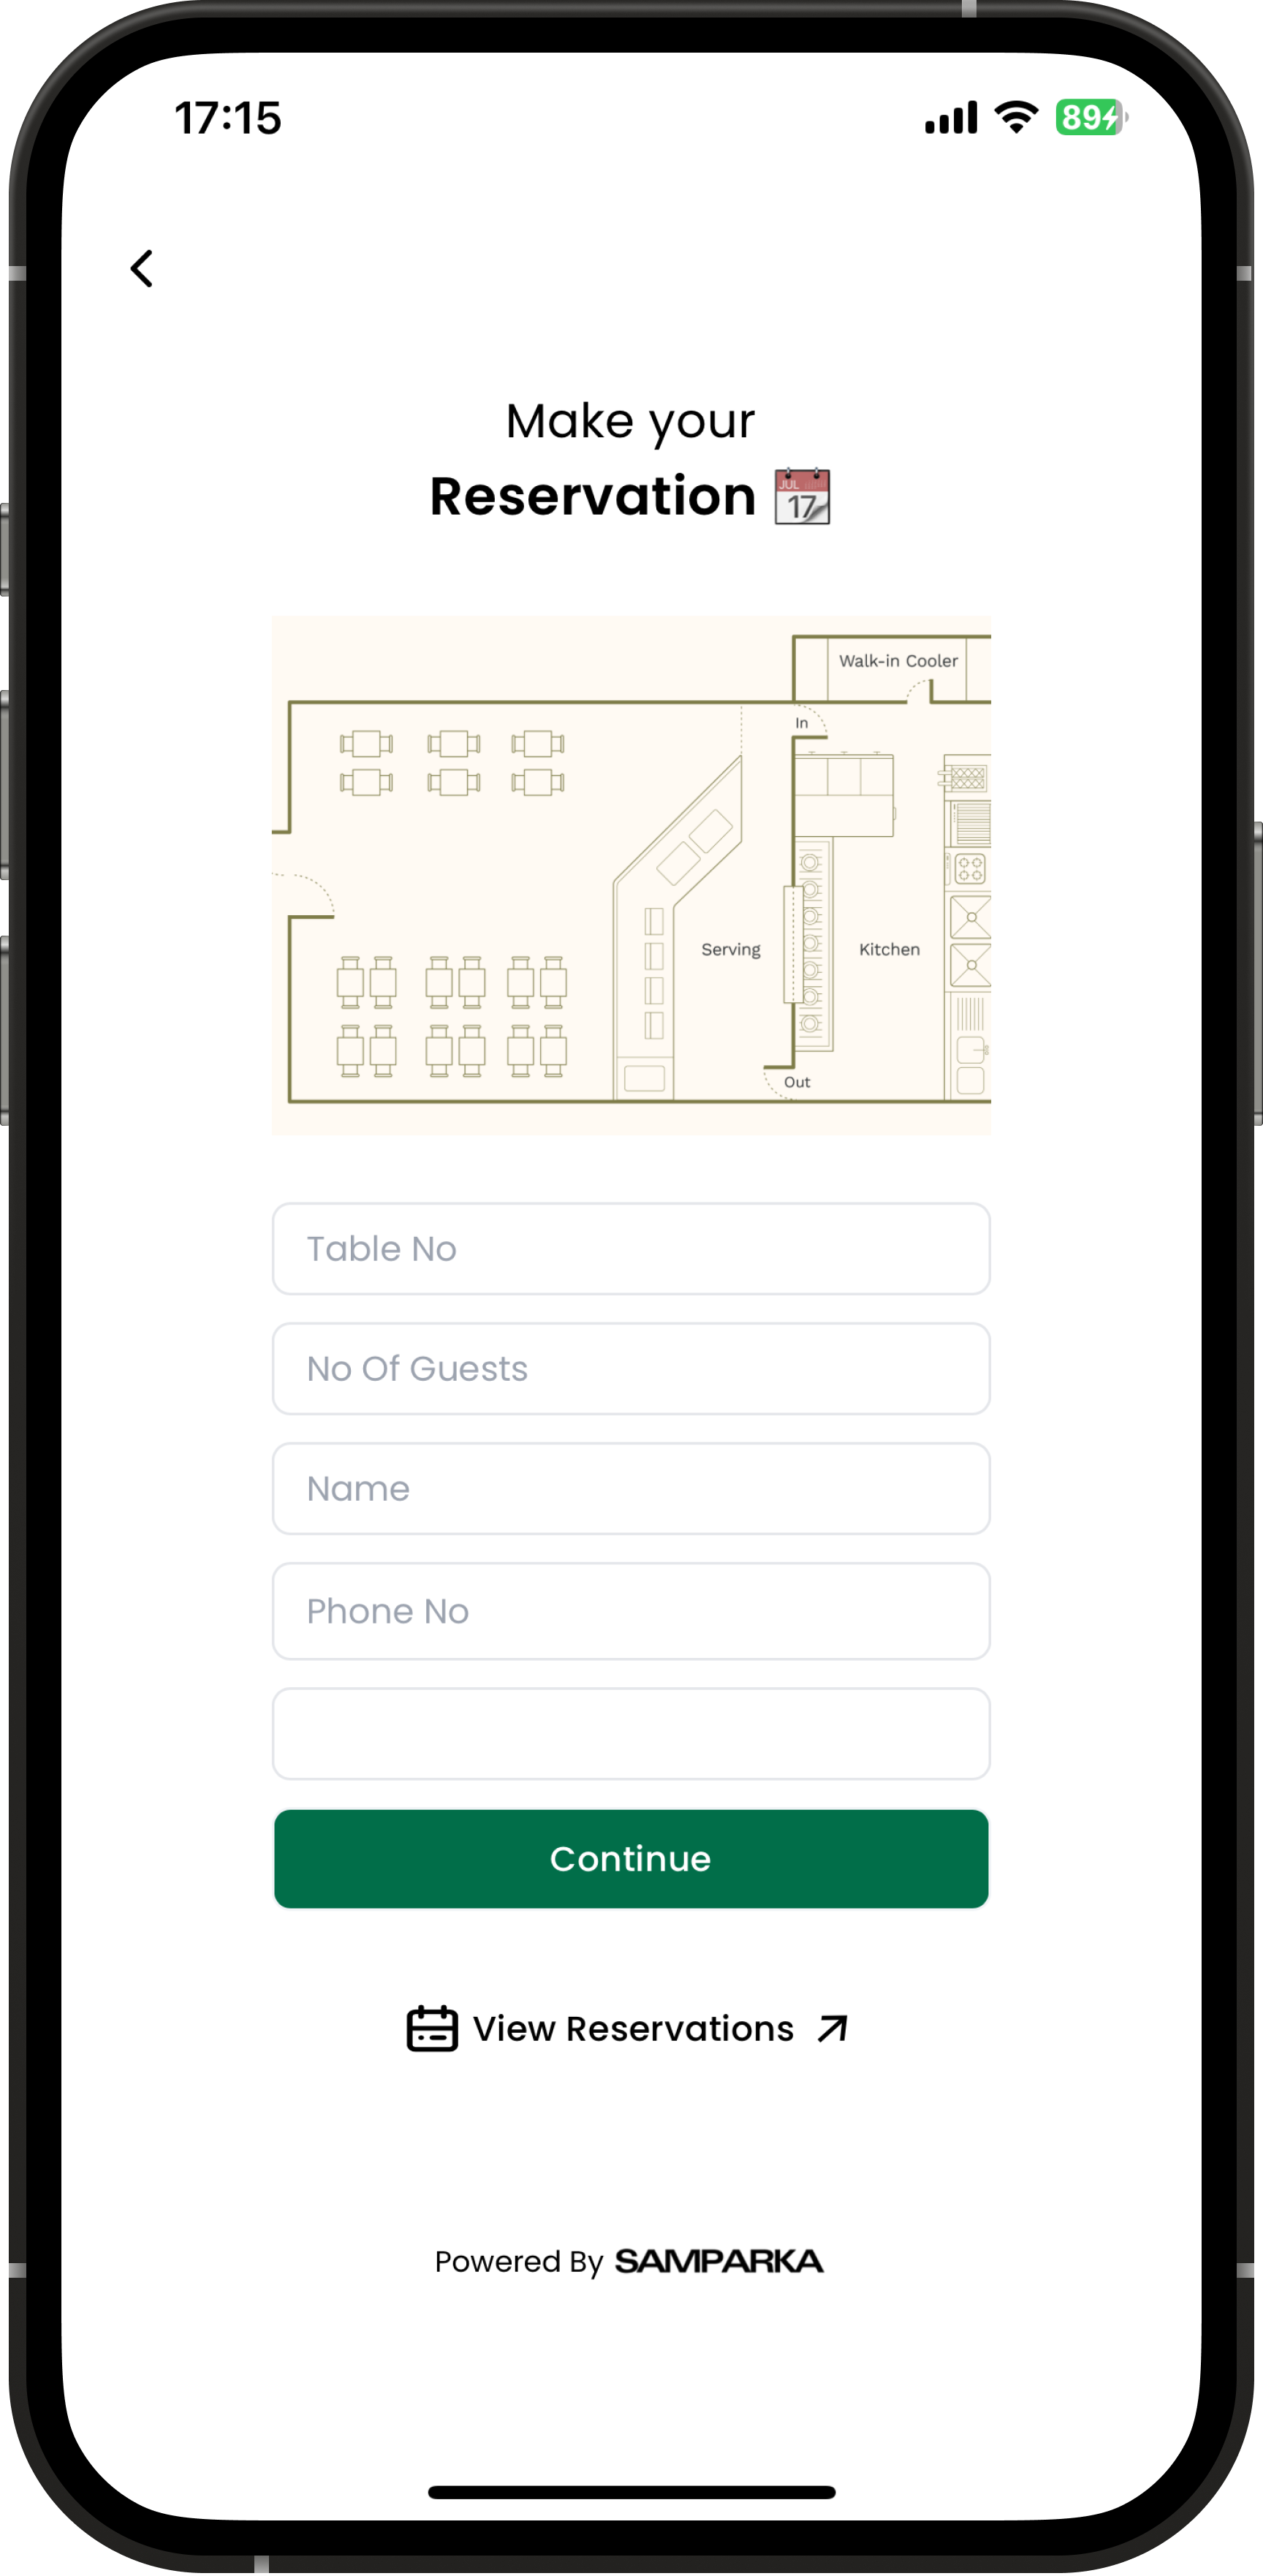 17:15
89
Make your
Reservation
JUL
17
Walk-in Cooler
In
Serving
Kitchen
Out
Table No
No Of Guests
Name
Phone No
Continue
View Reservations
Powered By SAMPARKA